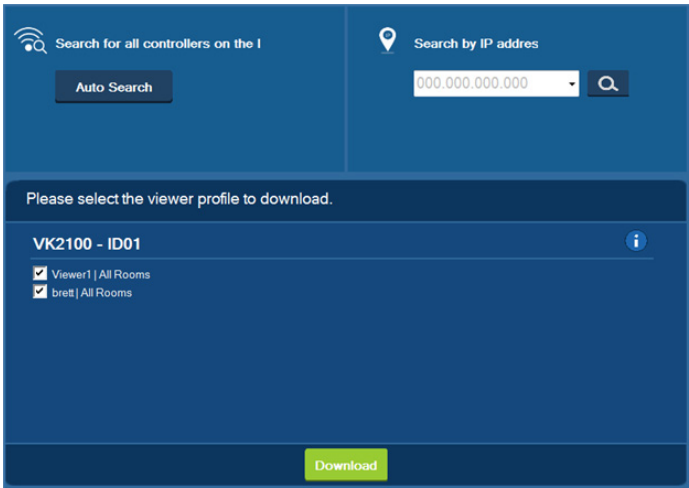 Search for all controllers on the l
Auto Search
Search by IP addres
000.000.000.000
Please select the viewer profile to download.
VK2100 - ID01
Viewer1 | All Rooms
brett | All Rooms
Download